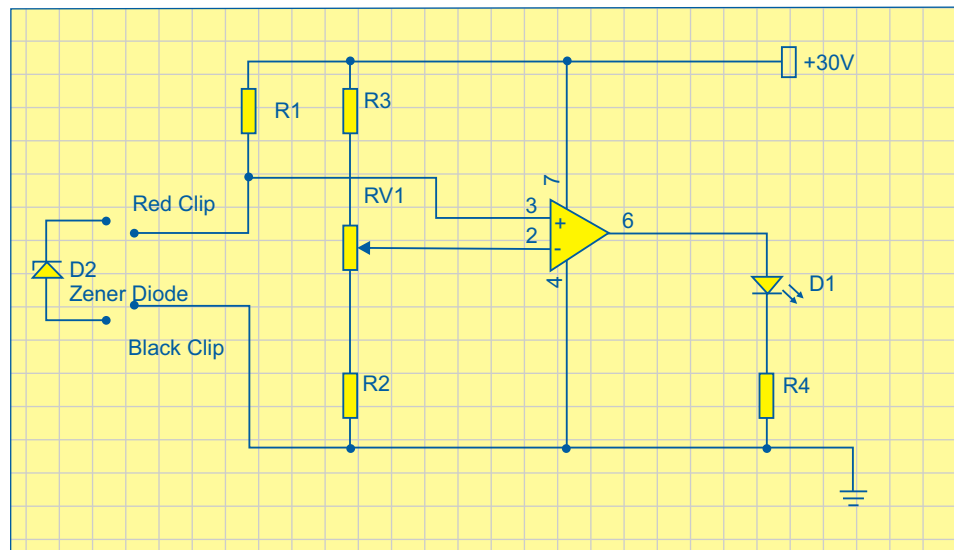 +30V
R1
R3
7
Red Clip
RV1
3
+
6
2
-
D2
Zener Diode
4
D1
Black Clip
R2
R4